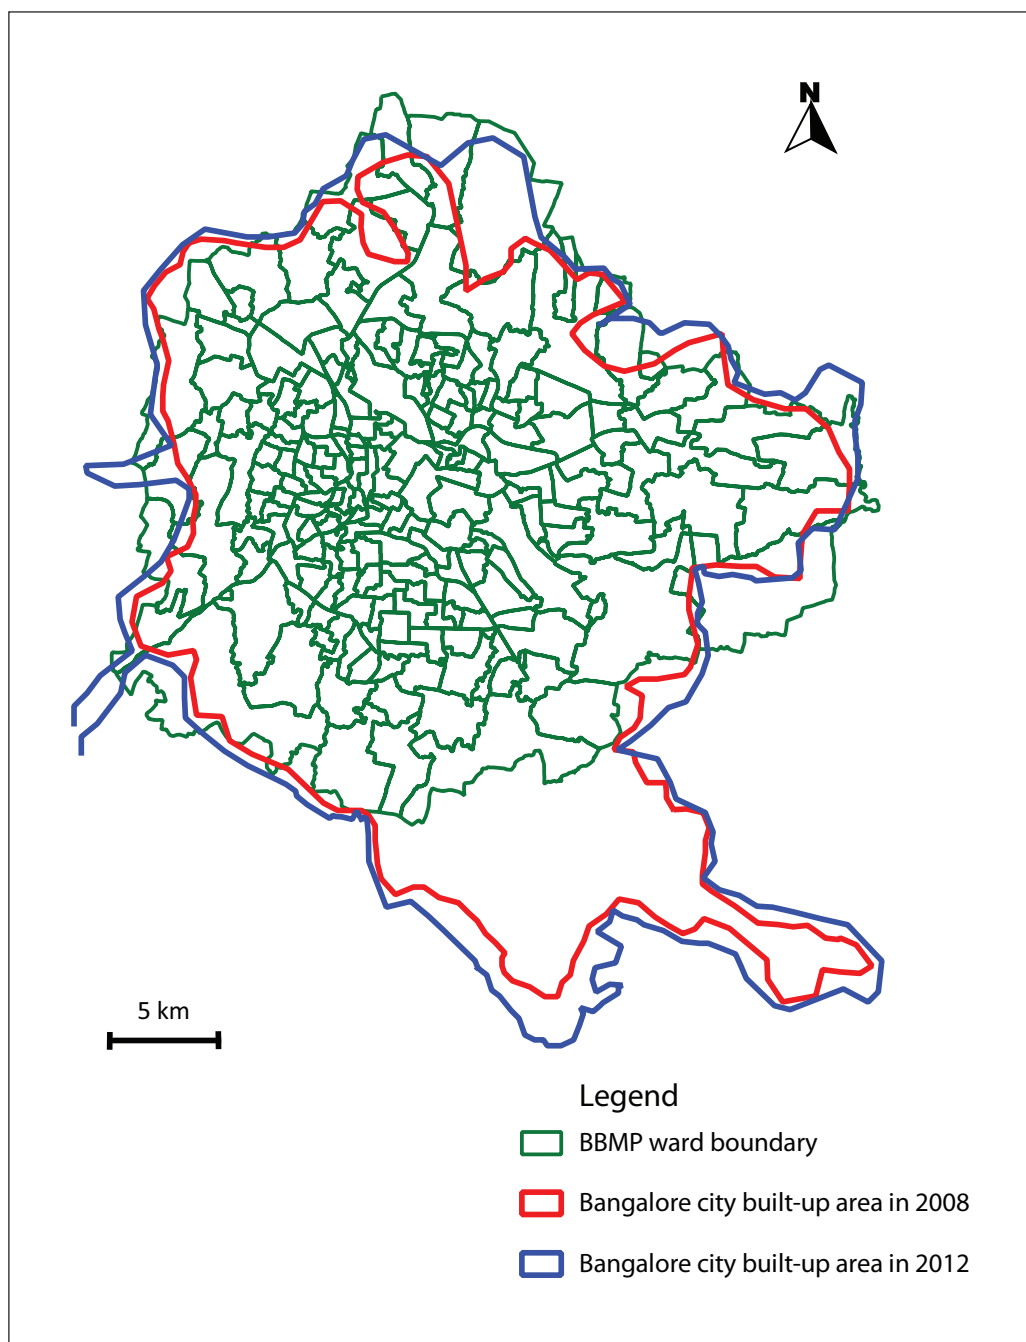 N
5 km
Legend
BBMP ward boundary
Bangalore city built-up area in 2008
Bangalore city built-up area in 2012